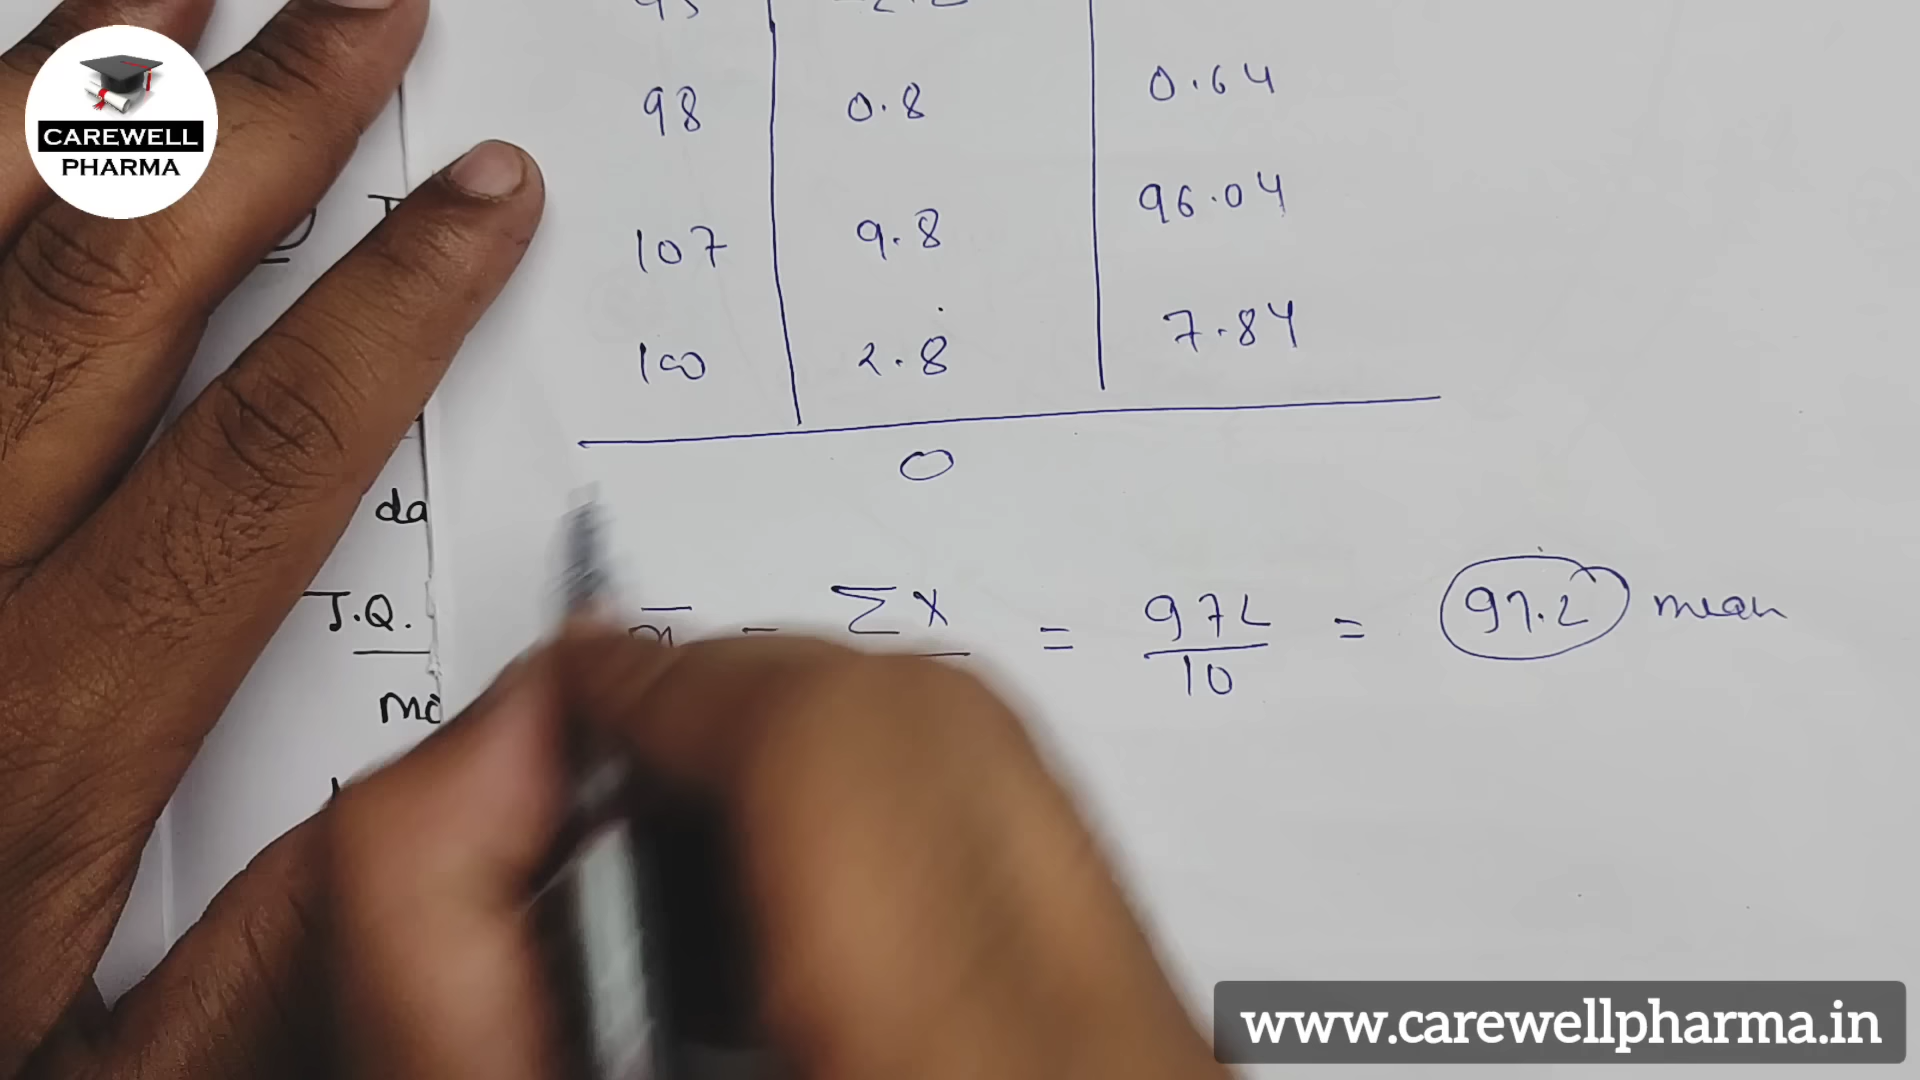 CAREWELL
PHARMA
98 0.8 0.64
107 9.8 96.04
100 2.8 7.84
0
da
I.Q.
x̄ = ΣX = 972 = 97.2 mean
10
www.carewellpharma.in